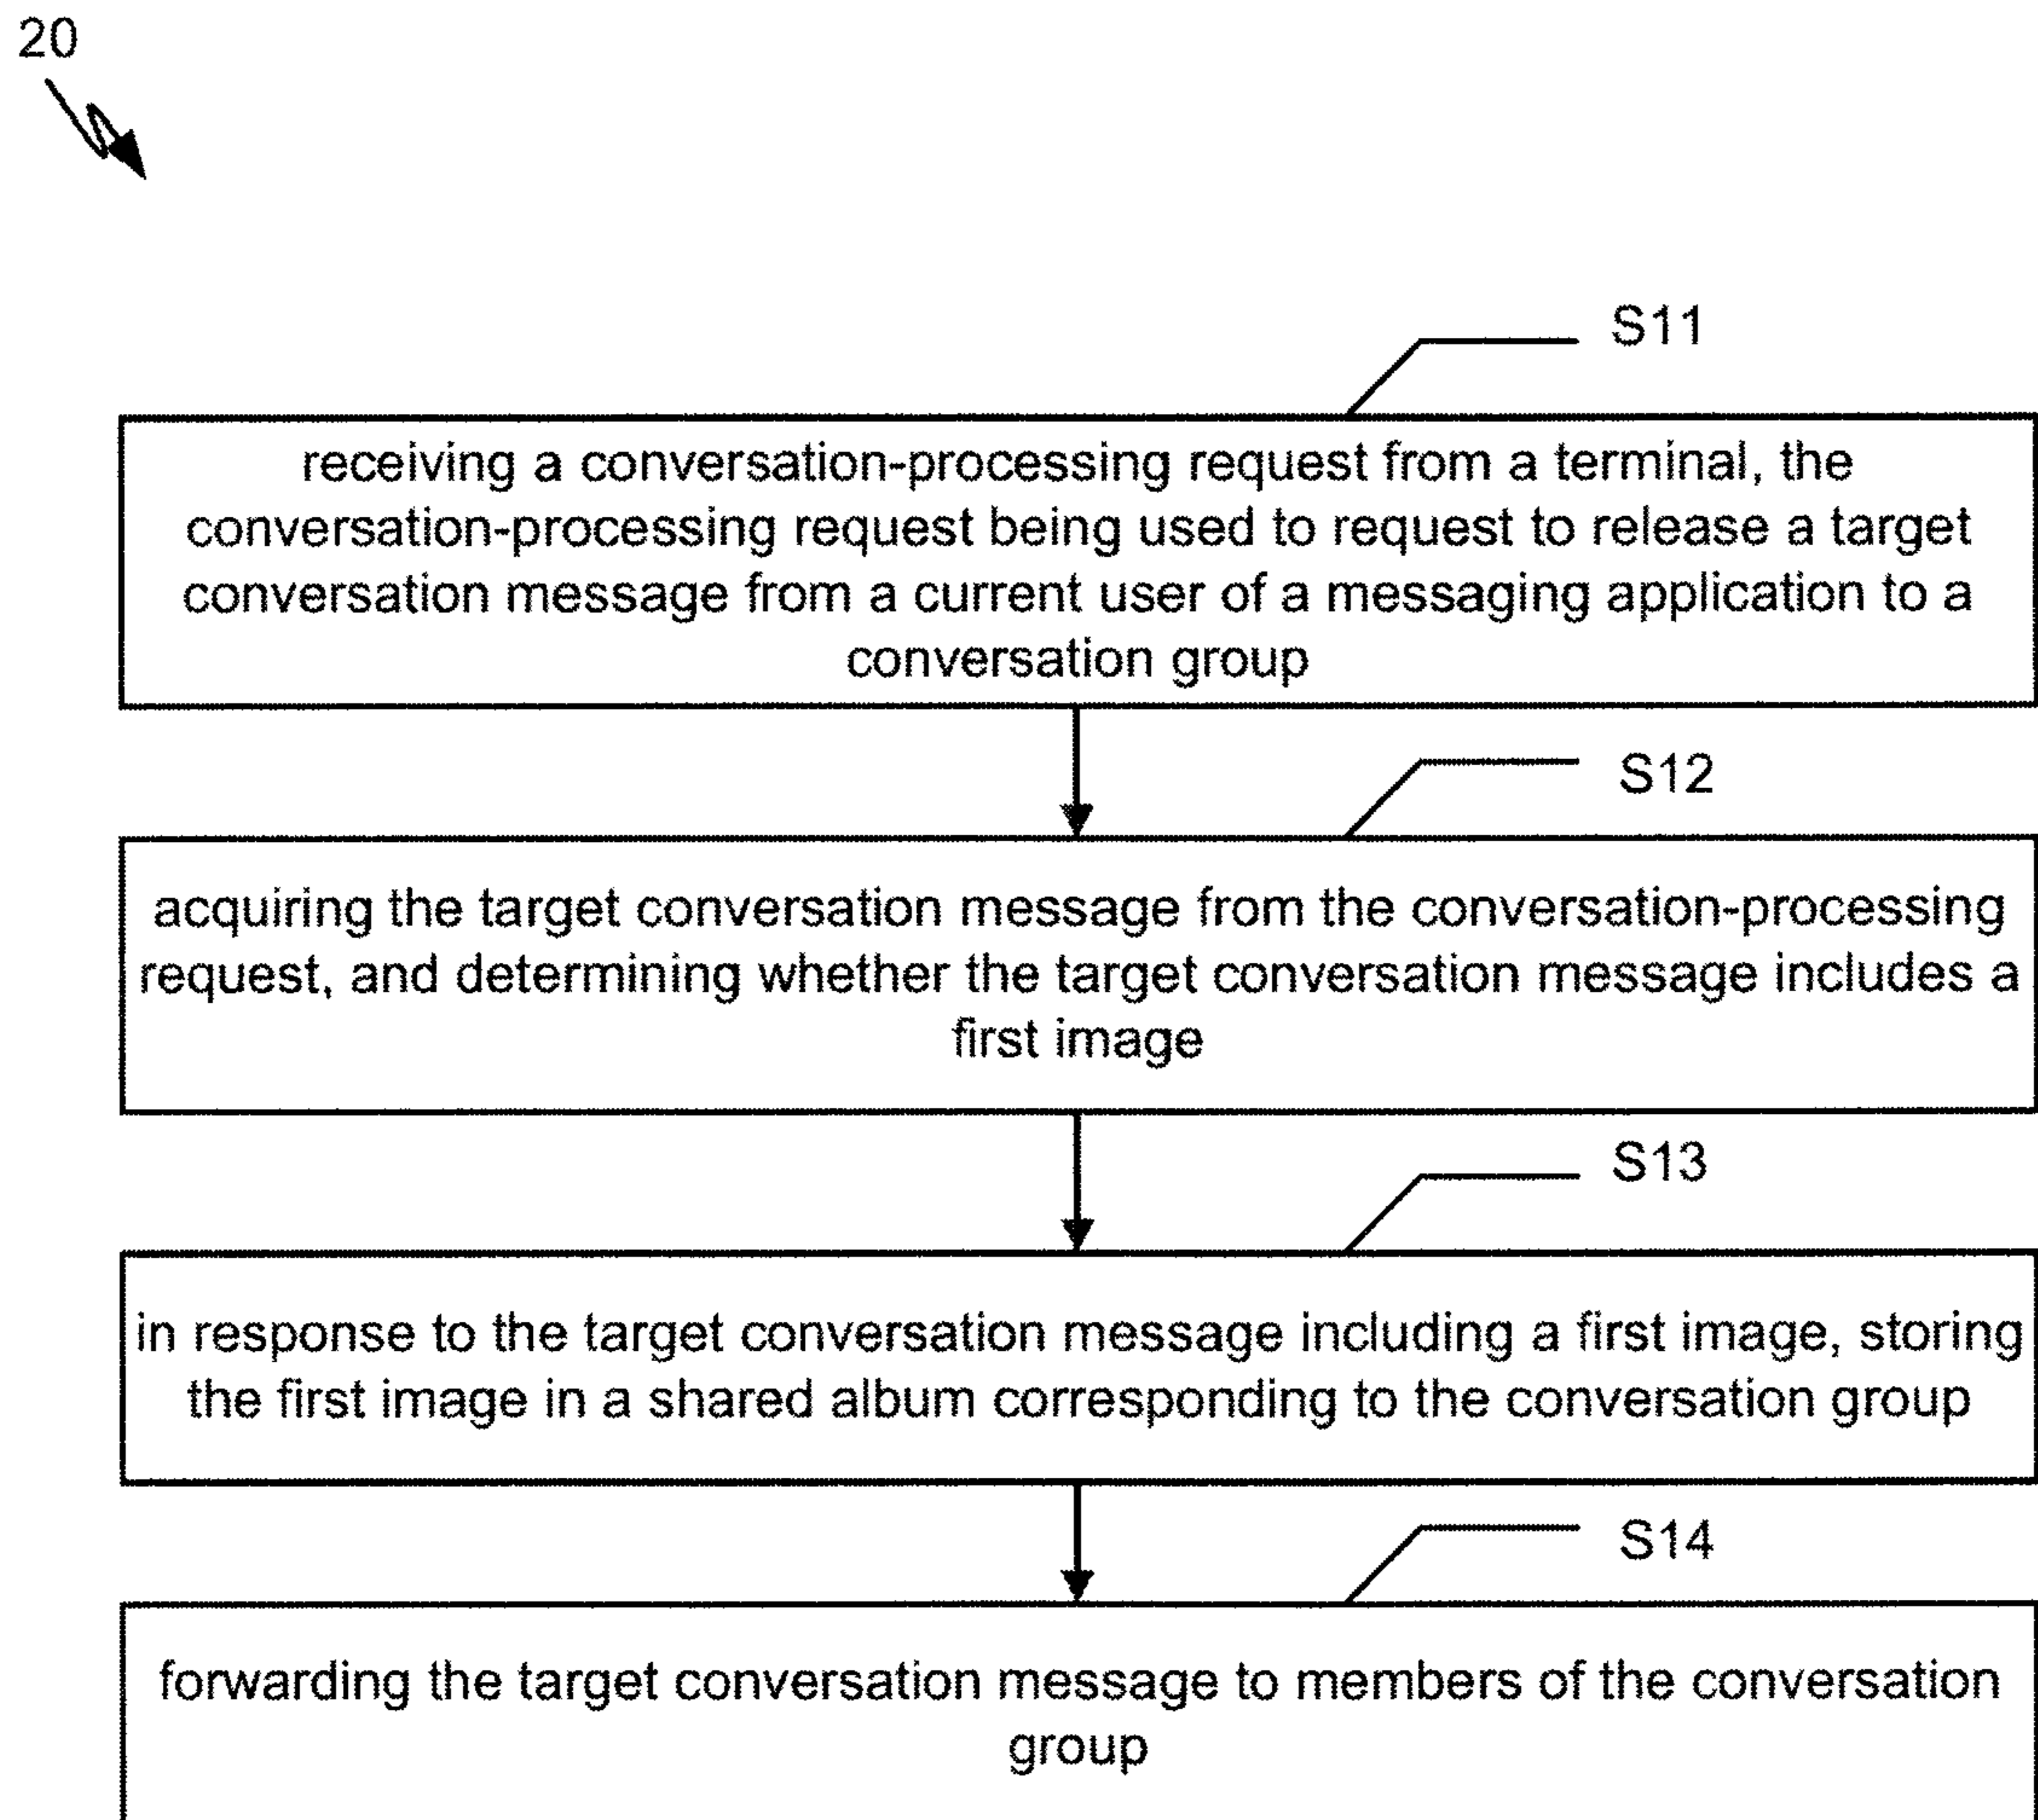 20
S11
receiving a conversation-processing request from a terminal, the
conversation-processing request being used to request to release a target
conversation message from a current user of a messaging application to a
conversation group
S12
acquiring the target conversation message from the conversation-processing
request, and determining whether the target conversation message includes a
first image
S13
in response to the target conversation message including a first image, storing
the first image in a shared album corresponding to the conversation group
S14
forwarding the target conversation message to members of the conversation
group